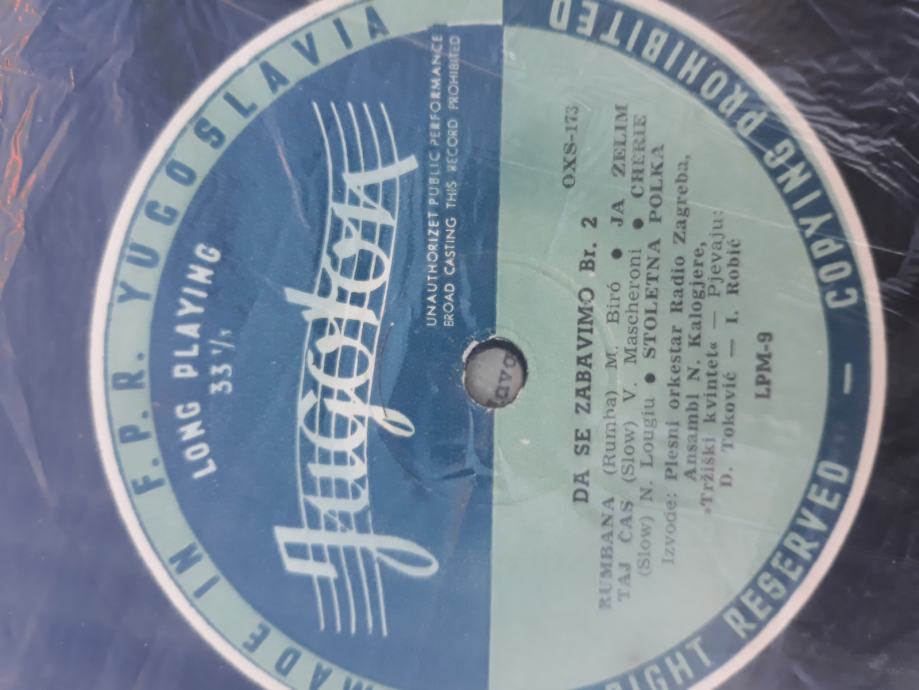 MADE IN F.P.R. YUGOSLAVIA
LONG PLAYING
33 1/3
Jugoton
UNAUTHORIZET PUBLIC PERFORMANCE
BROAD CASTING THIS RECORD PROHIBITED
OXS-173
DA SE ZABAVIMO Br. 2
RUMBANA (Rumba) M. Biró ● JA ŽELIM
TAJ ČAS (Slow) V. Mascheroni ● CHERIE
(Slow) N. Lougiu ● STOLETNA POLKA
Izvode: Plesni orkestar Radio Zagreba,
Ansambl N. Kalogjere,
»Tržiški kvintet« — Pjevaju:
D. Toković — I. Robić
LPM-9
RIGHT RESERVED — COPYING PROHIBITED